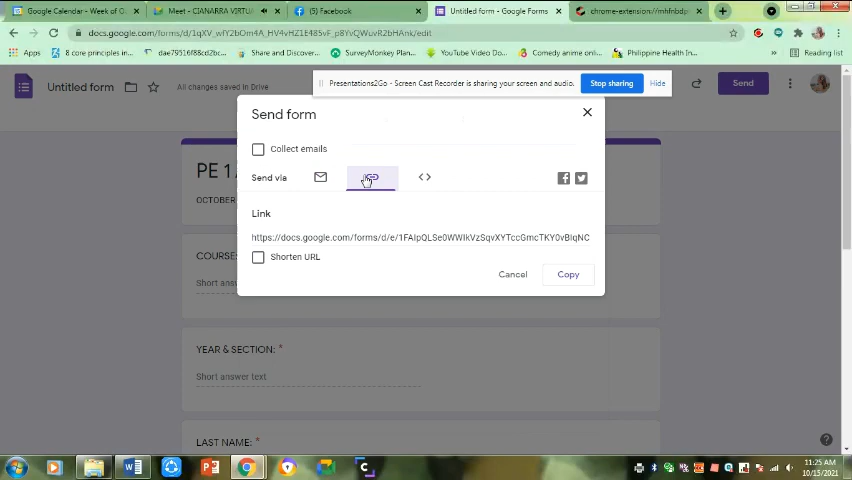 Google Calendar - Week of O
Meet - CIANARRA VIRTUA
(5) Facebook
Untitled form - Google Forms
chrome-extension://mhfnbdp
docs.google.com/forms/d/1qXV_wfY2bOm4A_HV4vHZ1E485vF_p8YvQWuvR2bHAnk/edit
Apps
8 core principles in...
dae79516f88cd2bc...
Share and Discover...
SurveyMonkey Plan...
YouTube Video Do...
Comedy anime onli...
Philippine Health In...
Reading list
Untitled form
All changes saved in Drive
Presentations2Go - Screen Cast Recorder is sharing your screen and audio.
Stop sharing
Hide
Send
Send form
Collect emails
PE 1
Send via
OCTOBER
Link
https://docs.google.com/forms/d/e/1FAIpQLSe0WWIkVzSqvXYTccGmcTKY0vBIqNC
COURS
Shorten URL
Short answ
Cancel
Copy
YEAR & SECTION: *
Short answer text
LAST NAME: *
11:25 AM
10/15/2021